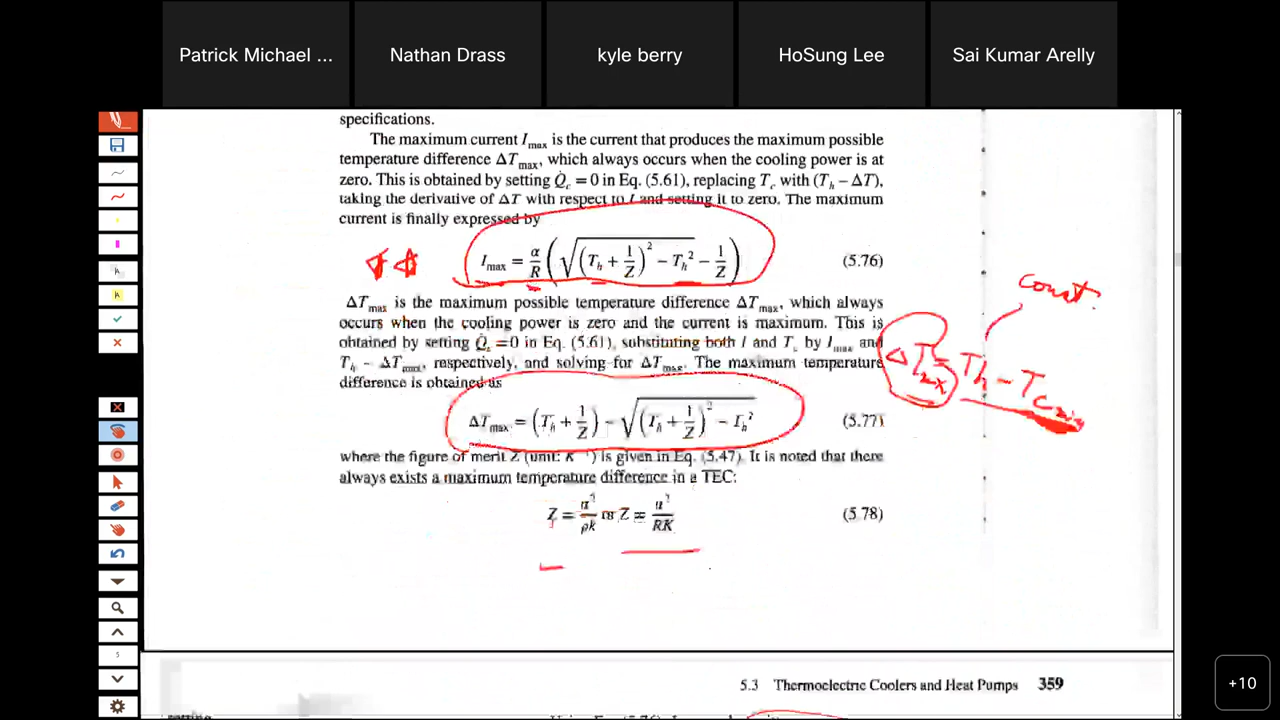 Patrick Michael ...
Nathan Drass
kyle berry
HoSung Lee
Sai Kumar Arelly
specifications.
The maximum current I_max is the current that produces the maximum possible
temperature difference ΔT_max, which always occurs when the cooling power is at
zero. This is obtained by setting Q̇_c = 0 in Eq. (5.61), replacing T_c with (T_h − ΔT),
taking the derivative of ΔT with respect to I and setting it to zero. The maximum
current is finally expressed by
I_max = α/R (√((T_h + 1/Z)² − T_h²) − 1/Z) (5.76)
const.
ΔT_max is the maximum possible temperature difference ΔT_max, which always
occurs when the cooling power is zero and the current is maximum. This is
obtained by setting Q̇_c = 0 in Eq. (5.61), substituting both I and T_c by I_max and
T_h − ΔT_max, respectively, and solving for ΔT_max. The maximum temperature
difference is obtained as
ΔT_max = T_h − T_c min
ΔT_max = (T_h + 1/Z) − √((T_h + 1/Z)² − T_h²) (5.77)
where the figure of merit Z (unit: K⁻¹) is given in Eq. (5.47). It is noted that there
always exists a maximum temperature difference in a TEC:
Z = α²/ρk or Z = α²/RK (5.78)
5
5.3 Thermoelectric Coolers and Heat Pumps 359
+10